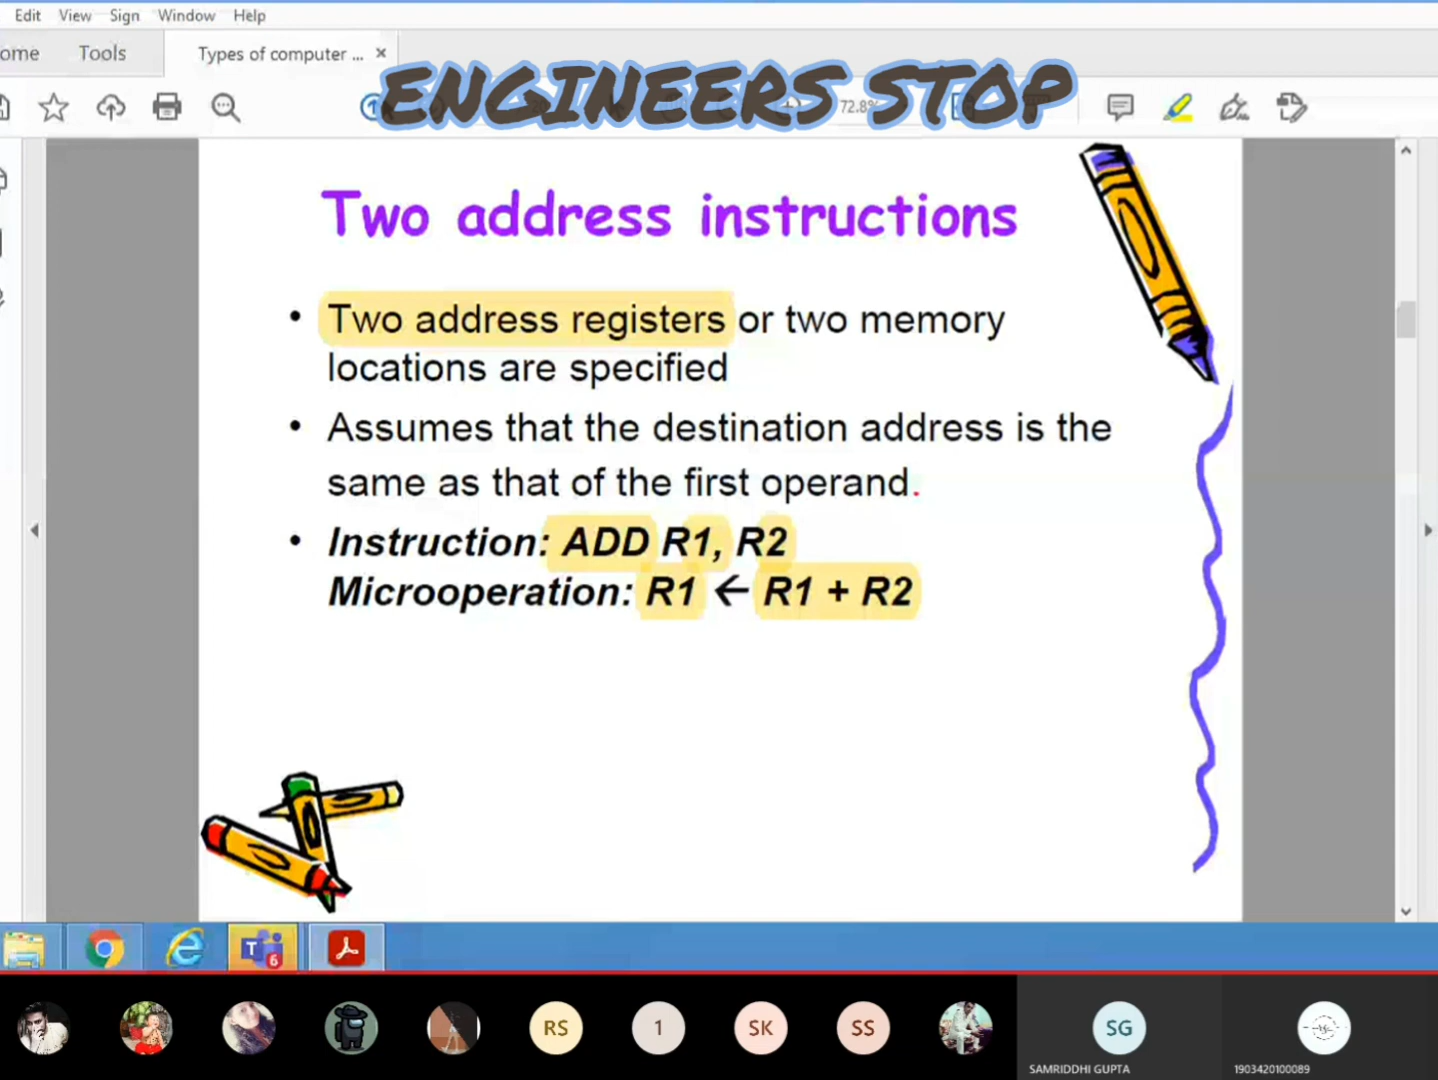 Edit View Sign Window Help
ome Tools Types of computer ... ×
ENGINEERS STOP
72.8%
Two address instructions
• Two address registers or two memory
locations are specified
• Assumes that the destination address is the
same as that of the first operand.
• Instruction: ADD R1, R2
Microoperation: R1 ← R1 + R2
T 6
RS 1 SK SS SG
SAMRIDDHI GUPTA 1903420100089